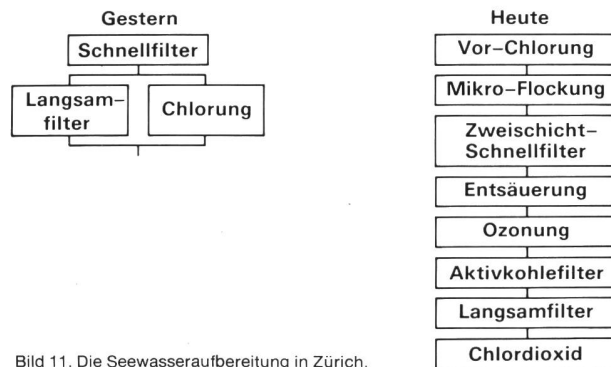 Gestern
Schnellfilter
Langsam-
filter
Chlorung
Heute
Vor-Chlorung
Mikro-Flockung
Zweischicht-
Schnellfilter
Entsäuerung
Ozonung
Aktivkohlefilter
Langsamfilter
Chlordioxid
Bild 11. Die Seewasseraufbereitung in Zürich.